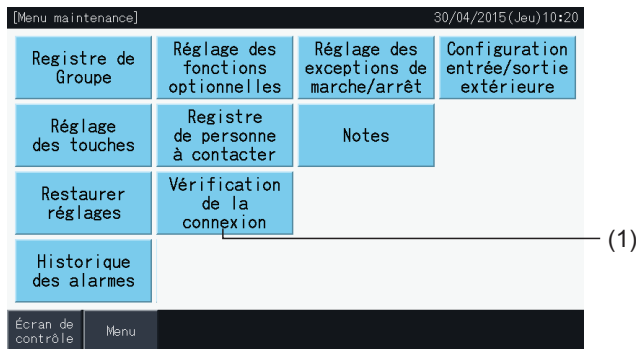 [Menu maintenance] 30/04/2015(Jeu)10:20
Registre de
Groupe
Réglage des
fonctions
optionnelles
Réglage des
exceptions de
marche/arrêt
Configuration
entrée/sortie
extérieure
Réglage
des touches
Registre
de personne
à contacter
Notes
Restaurer
réglages
Vérification
de la
connexion
(1)
Historique
des alarmes
Écran de
contrôle
Menu